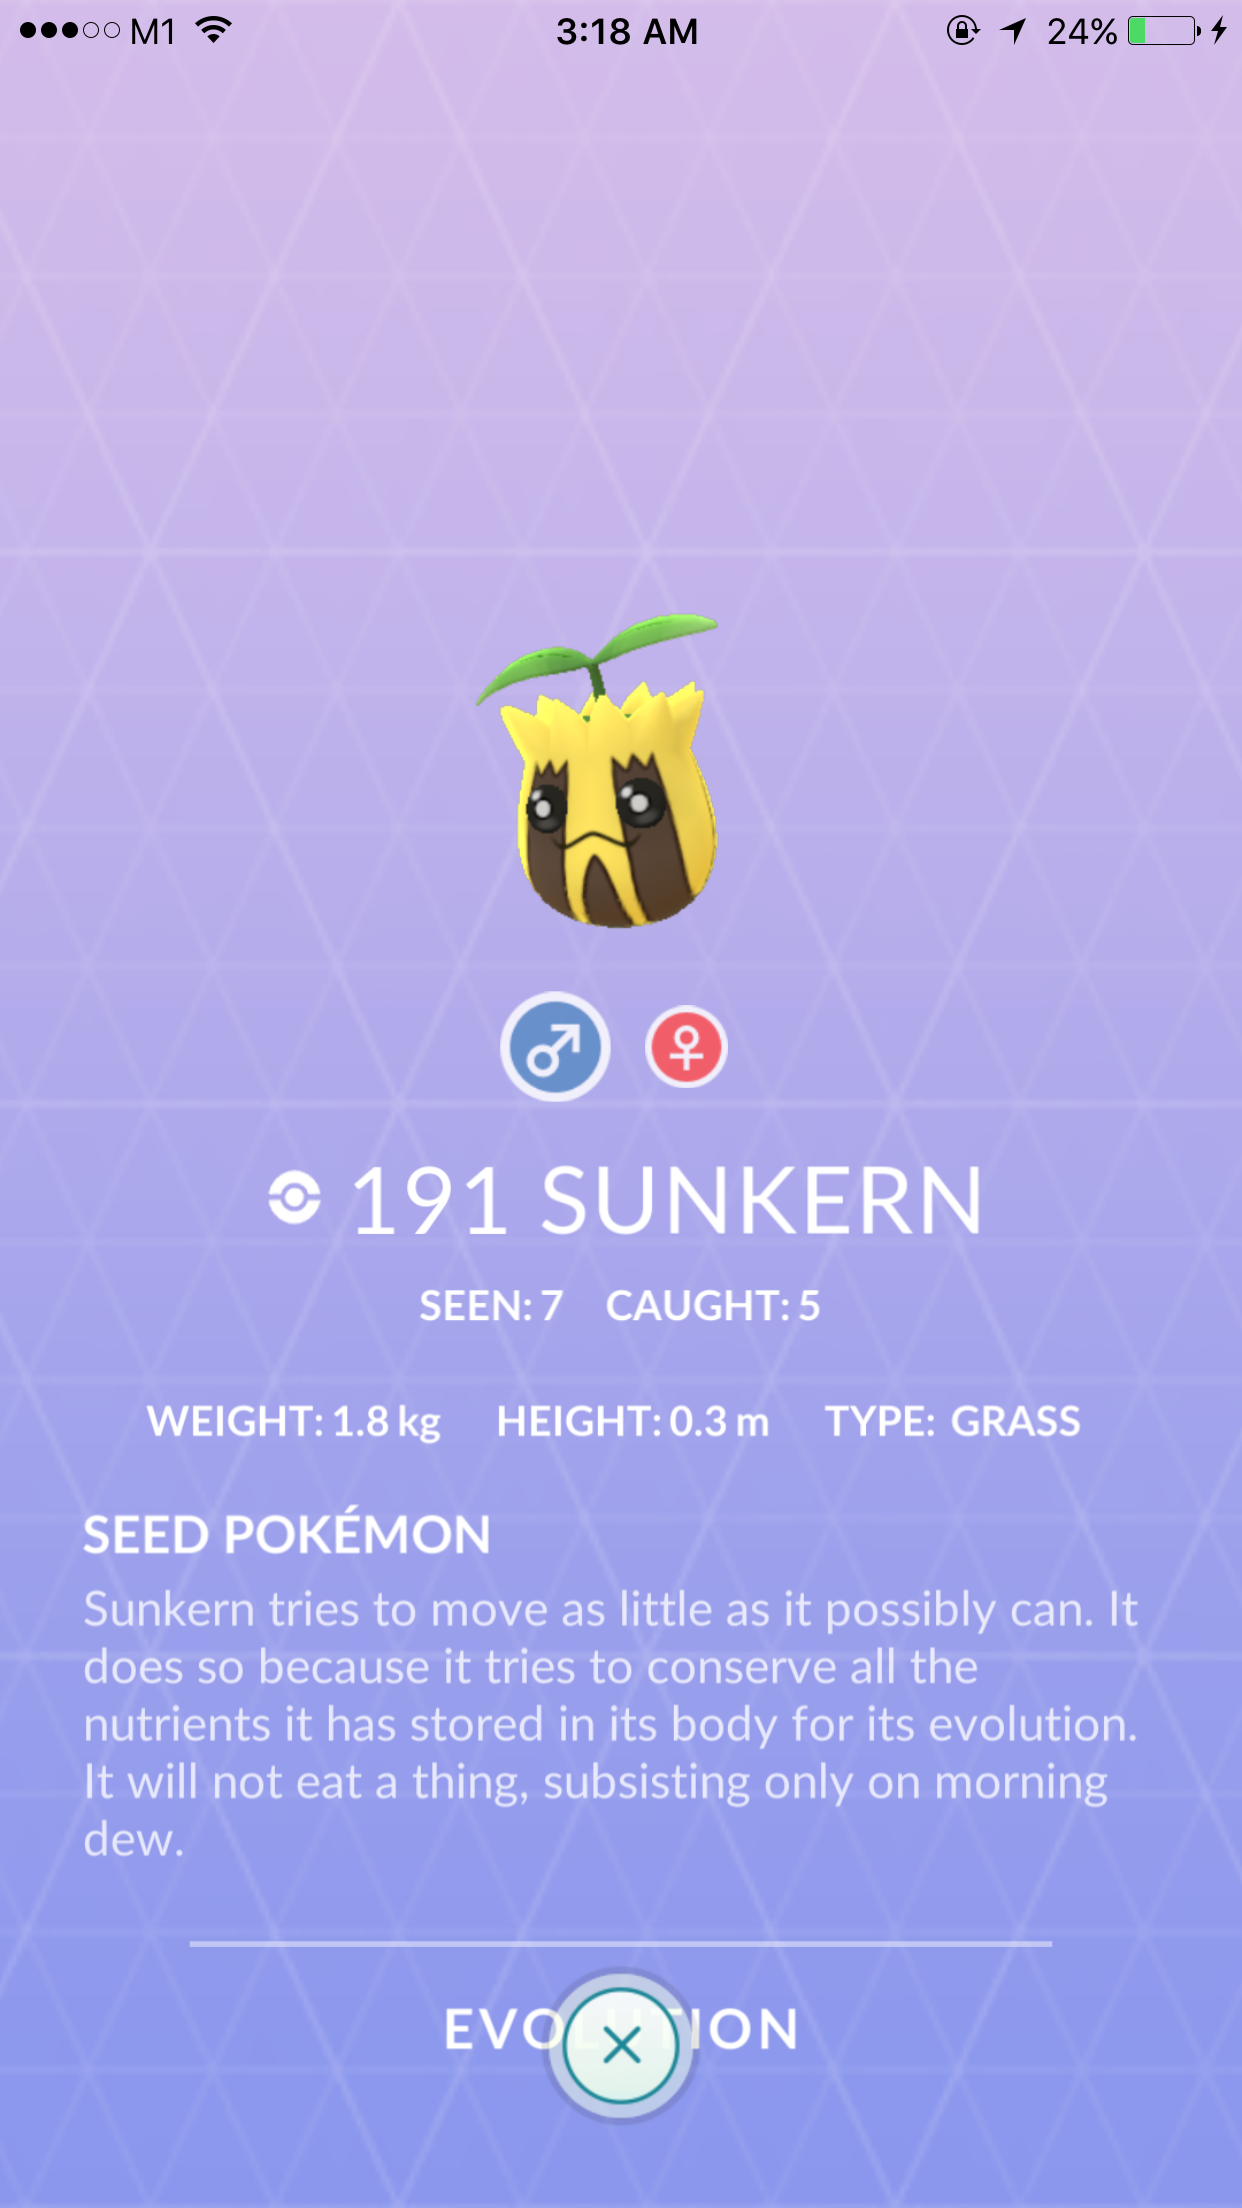 M1 3:18 AM 24%
191 SUNKERN
SEEN: 7 CAUGHT: 5
WEIGHT: 1.8 kg HEIGHT: 0.3 m TYPE: GRASS
SEED POKÉMON
Sunkern tries to move as little as it possibly can. It
does so because it tries to conserve all the
nutrients it has stored in its body for its evolution.
It will not eat a thing, subsisting only on morning
dew.
EVOLUTION